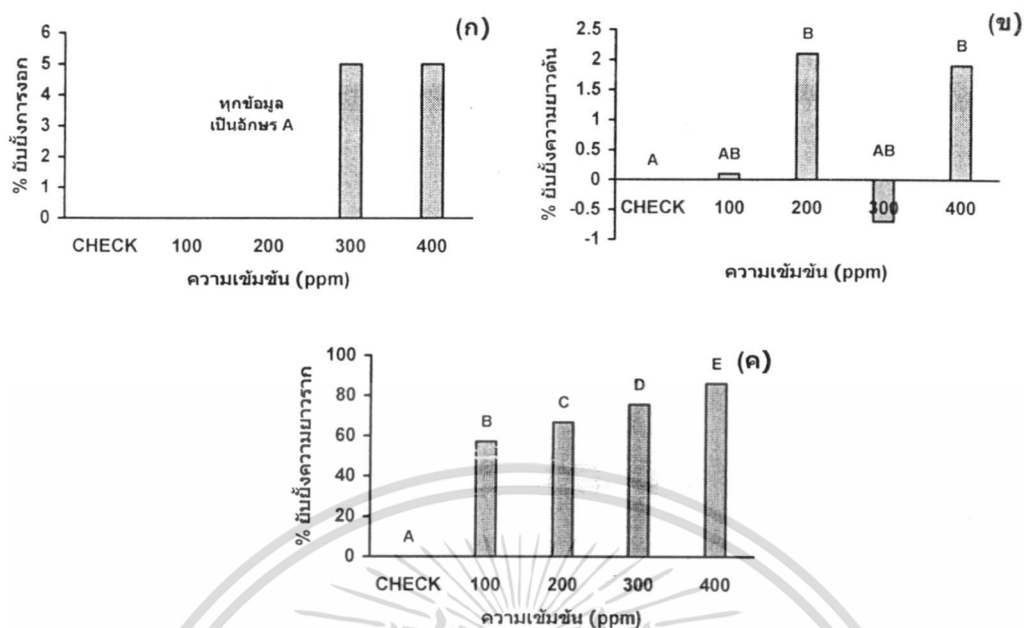 (ก)
% ยับยั้งการงอก
6
5
4
3
2
1
0
ทุกข้อมูล
เป็นอักษร A
CHECK 100 200 300 400
ความเข้มข้น (ppm)
(ข)
% ยับยั้งความยาวต้น
2.5
2
1.5
1
0.5
0
-0.5
-1
A AB B AB B
CHECK 100 200 300 400
ความเข้มข้น (ppm)
(ค)
% ยับยั้งความยาวราก
100
80
60
40
20
0
A B C D E
CHECK 100 200 300 400
ความเข้มข้น (ppm)